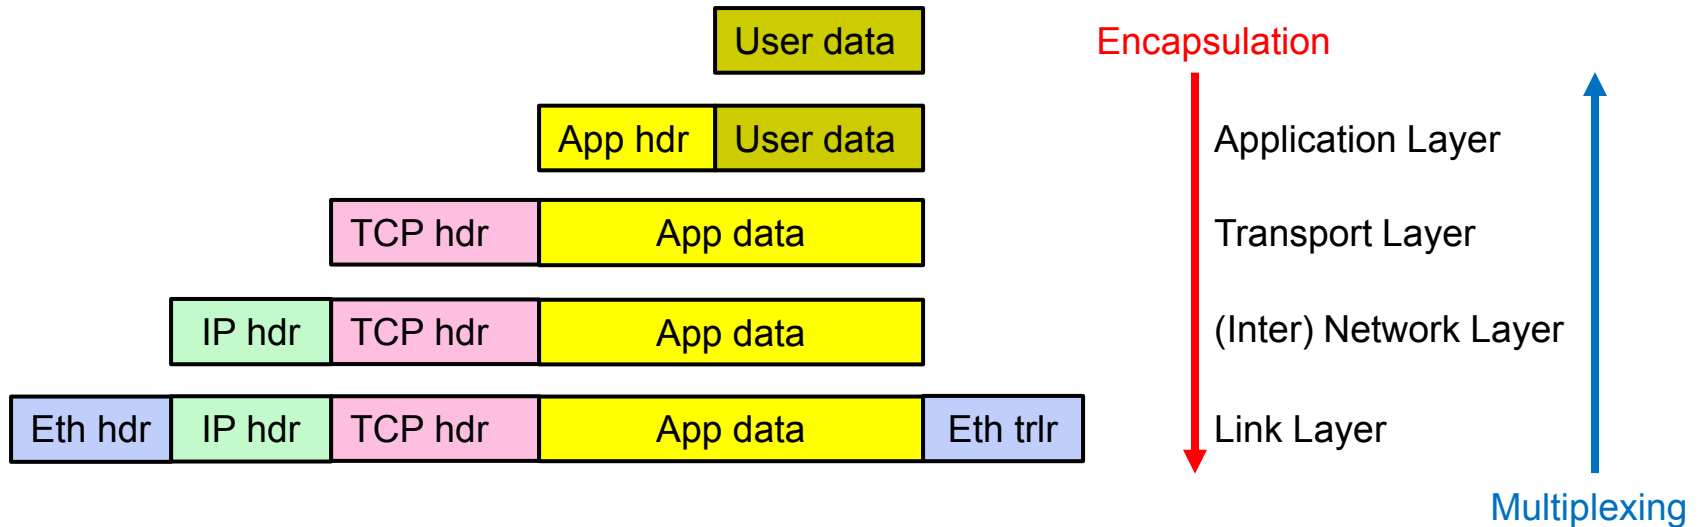 User data Encapsulation
App hdr User data Application Layer
TCP hdr App data Transport Layer
IP hdr TCP hdr App data (Inter) Network Layer
Eth hdr IP hdr TCP hdr App data Eth trlr Link Layer
Multiplexing